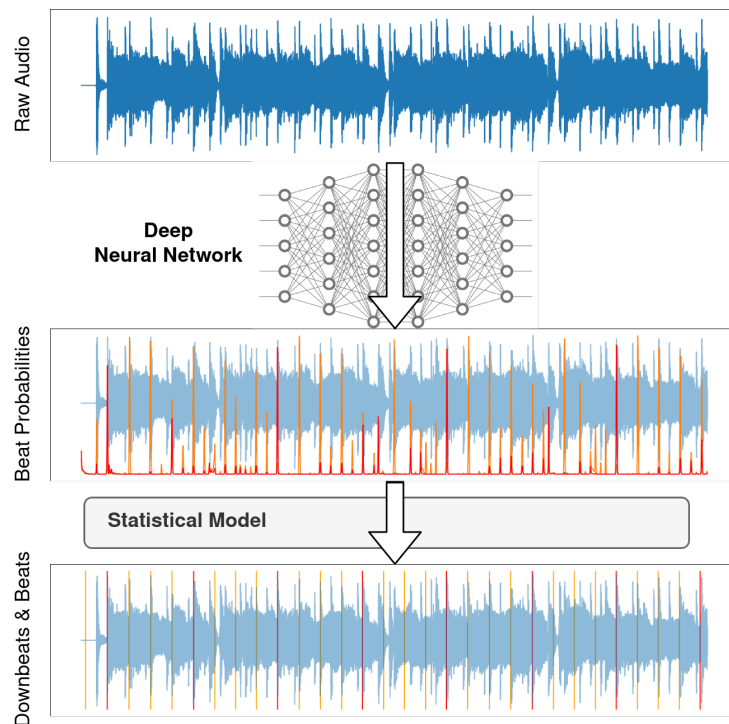 Raw Audio
Deep
Neural Network
Beat Probabilities
Statistical Model
Downbeats & Beats